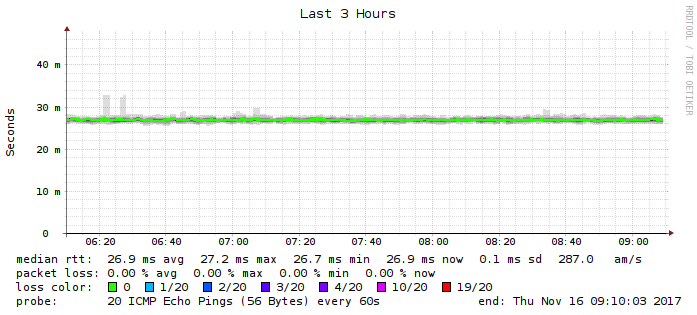 Last 3 Hours
RRDTOOL / TOBI OETIKER
Seconds
40 m
30 m
20 m
10 m
0
06:20 06:40 07:00 07:20 07:40 08:00 08:20 08:40 09:00
median rtt: 26.9 ms avg 27.2 ms max 26.7 ms min 26.9 ms now 0.1 ms sd 287.0 am/s
packet loss: 0.00 % avg 0.00 % max 0.00 % min 0.00 % now
loss color: 0 1/20 2/20 3/20 4/20 10/20 19/20
probe: 20 ICMP Echo Pings (56 Bytes) every 60s end: Thu Nov 16 09:10:03 2017